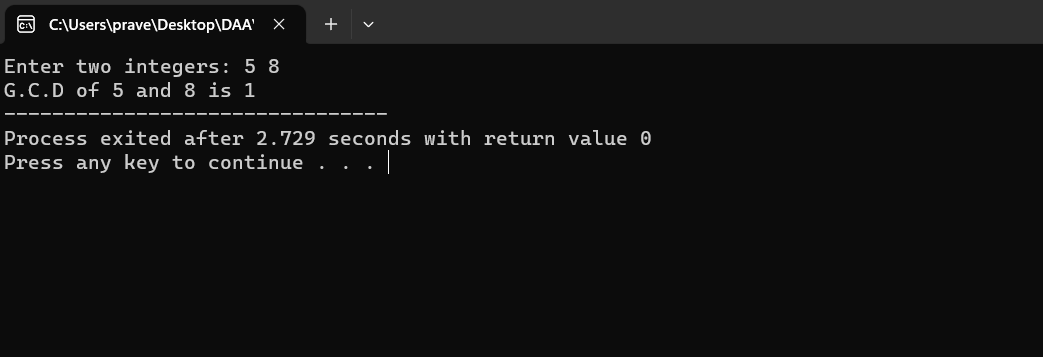 C:\Users\prave\Desktop\DAA\
Enter two integers: 5 8
G.C.D of 5 and 8 is 1
--------------------------------
Process exited after 2.729 seconds with return value 0
Press any key to continue . . .